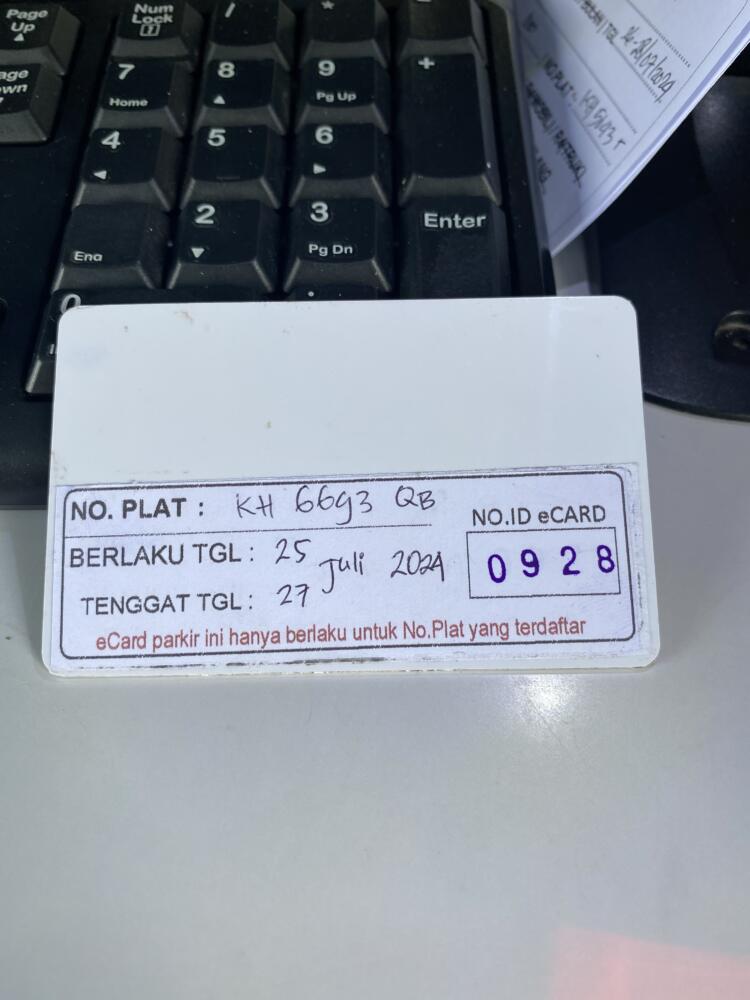 Page
Up
Num
Lock
/
*
-
7
Home
8
9
Pg Up
+
4
5
6
Enter
End
2
3
Pg Dn
0
.
NO. PLAT : KH 6693 QB
BERLAKU TGL : 25
Juli 2024
TENGGAT TGL : 27
NO.ID eCARD
0928
eCard parkir ini hanya berlaku untuk No.Plat yang terdaftar